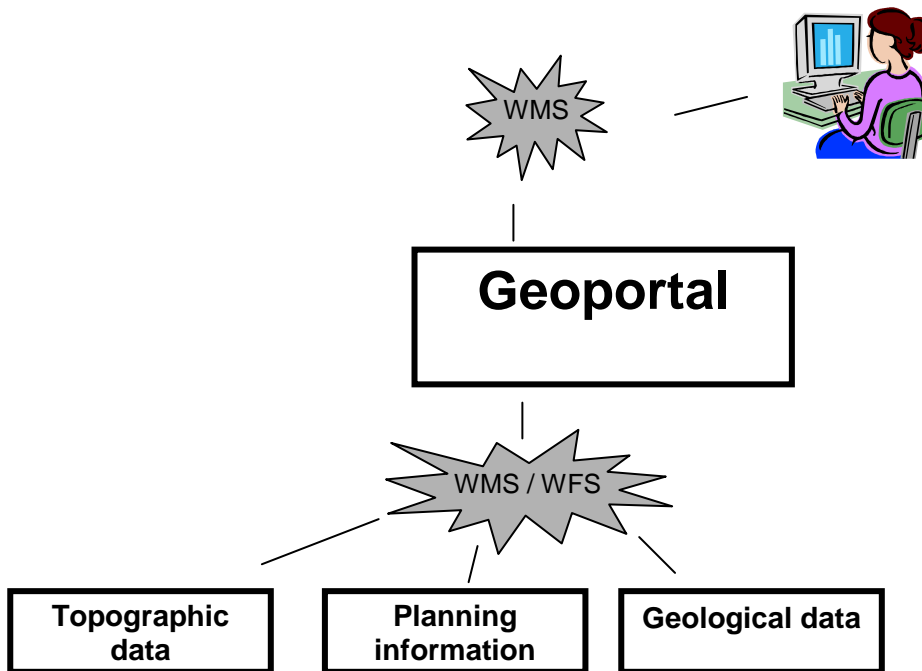 WMS
Geoportal
WMS / WFS
Topographic
data
Planning
information
Geological data